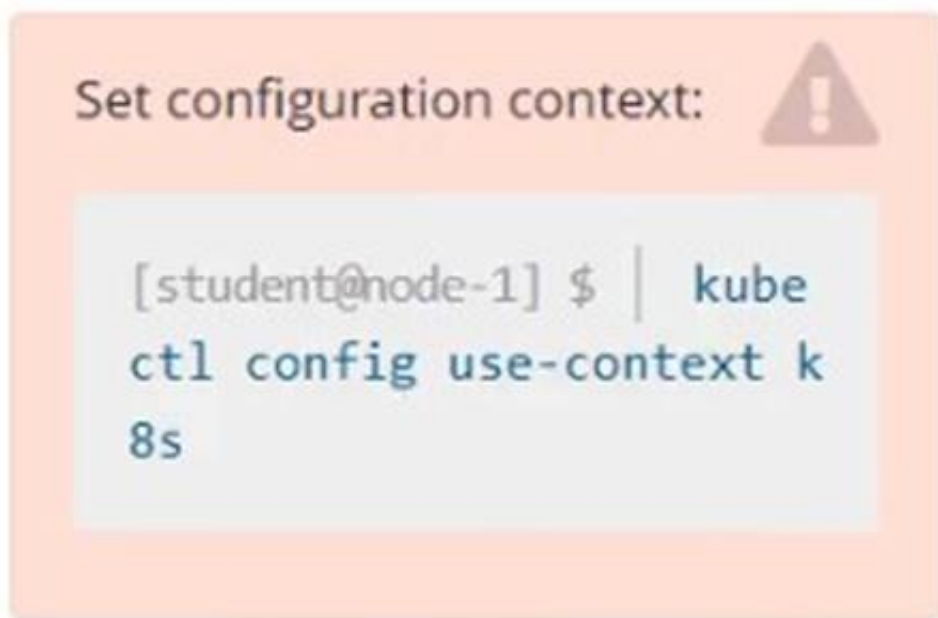 Set configuration context:
[student@node-1] $ | kube
ctl config use-context k
8s